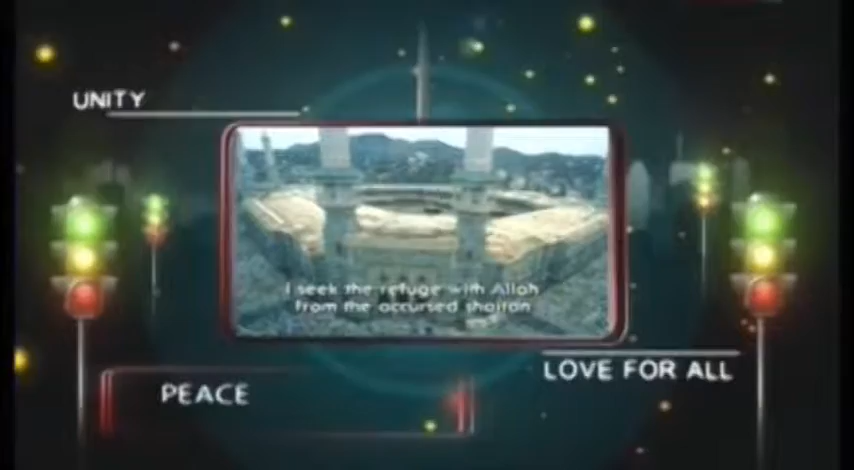 UNITY
I seek the refuge with Allah
from the accursed shaitan
PEACE
LOVE FOR ALL